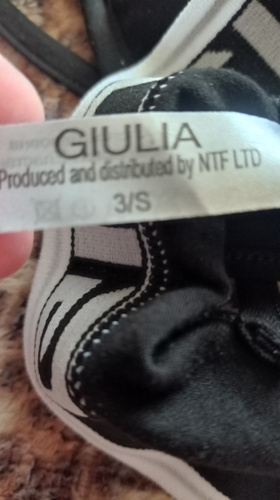 GIULIA
Produced and distributed by NTF LTD
3/S